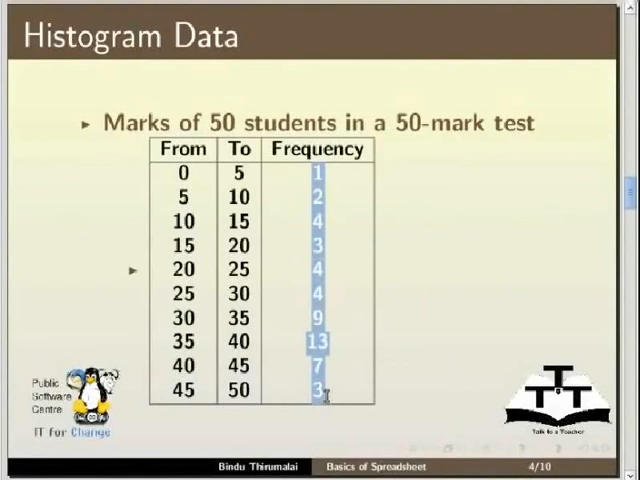 Histogram Data
Marks of 50 students in a 50-mark test
From To Frequency
0 5 1
5 10 2
10 15 4
15 20 3
20 25 4
25 30 4
30 35 9
35 40 13
40 45 7
45 50 3
Public
Software
Centre
IT for Change
TTT
Talk to a Teacher
Bindu Thirumalai Basics of Spreadsheet 4/10